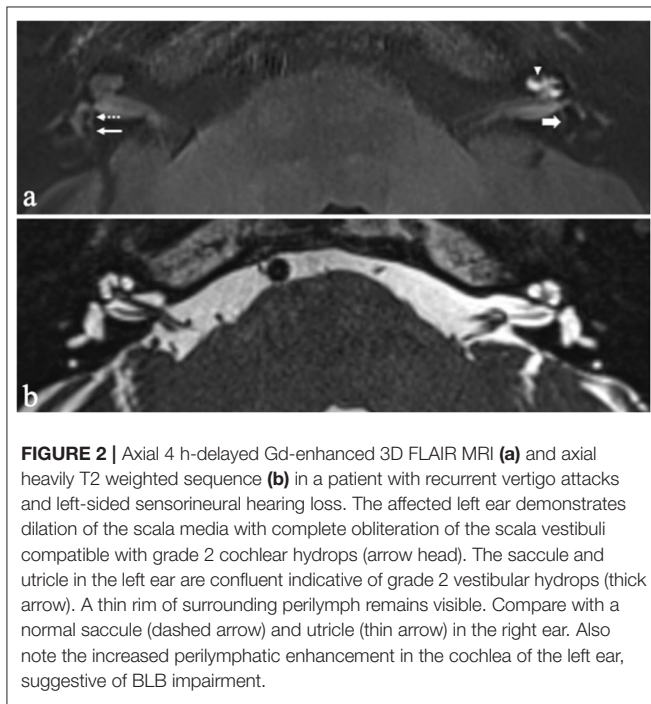 a
b
FIGURE 2 | Axial 4 h-delayed Gd-enhanced 3D FLAIR MRI (a) and axial
heavily T2 weighted sequence (b) in a patient with recurrent vertigo attacks
and left-sided sensorineural hearing loss. The affected left ear demonstrates
dilation of the scala media with complete obliteration of the scala vestibuli
compatible with grade 2 cochlear hydrops (arrow head). The saccule and
utricle in the left ear are confluent indicative of grade 2 vestibular hydrops (thick
arrow). A thin rim of surrounding perilymph remains visible. Compare with a
normal saccule (dashed arrow) and utricle (thin arrow) in the right ear. Also
note the increased perilymphatic enhancement in the cochlea of the left ear,
suggestive of BLB impairment.